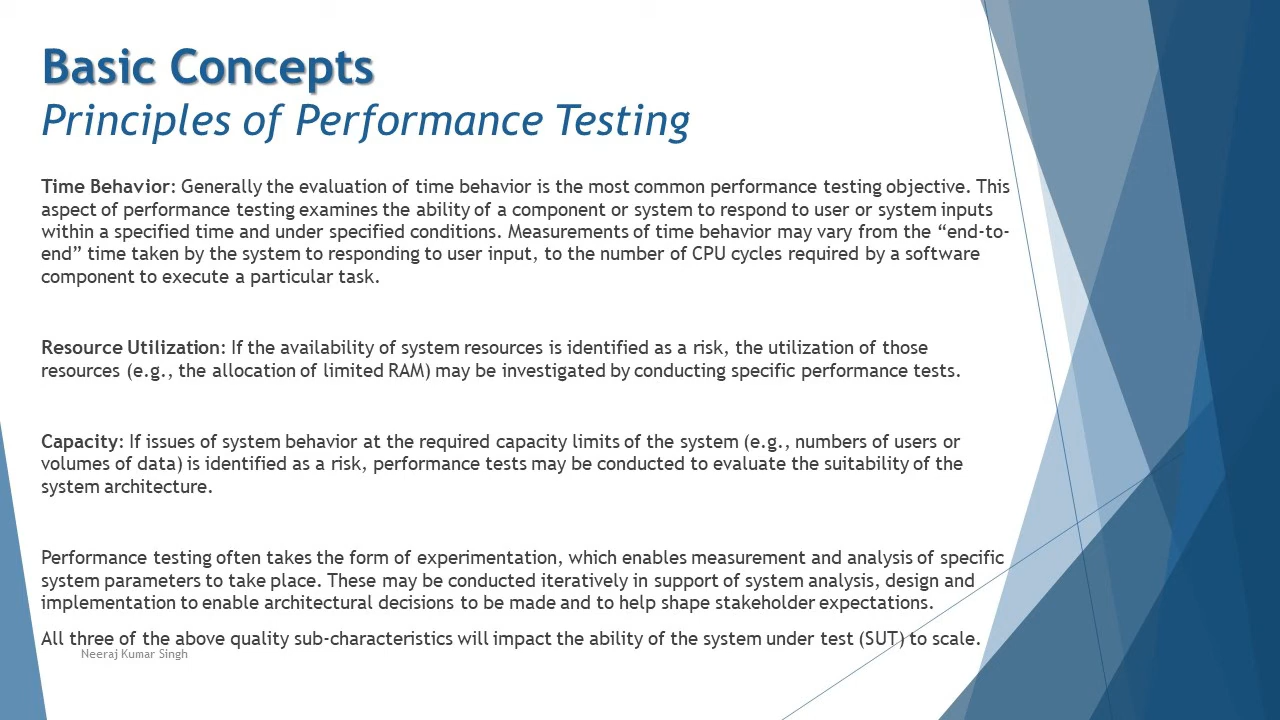 Basic Concepts
Principles of Performance Testing
Time Behavior: Generally the evaluation of time behavior is the most common performance testing objective. This
aspect of performance testing examines the ability of a component or system to respond to user or system inputs
within a specified time and under specified conditions. Measurements of time behavior may vary from the “end-to-
end” time taken by the system to responding to user input, to the number of CPU cycles required by a software
component to execute a particular task.
Resource Utilization: If the availability of system resources is identified as a risk, the utilization of those
resources (e.g., the allocation of limited RAM) may be investigated by conducting specific performance tests.
Capacity: If issues of system behavior at the required capacity limits of the system (e.g., numbers of users or
volumes of data) is identified as a risk, performance tests may be conducted to evaluate the suitability of the
system architecture.
Performance testing often takes the form of experimentation, which enables measurement and analysis of specific
system parameters to take place. These may be conducted iteratively in support of system analysis, design and
implementation to enable architectural decisions to be made and to help shape stakeholder expectations.
All three of the above quality sub-characteristics will impact the ability of the system under test (SUT) to scale.
Neeraj Kumar Singh